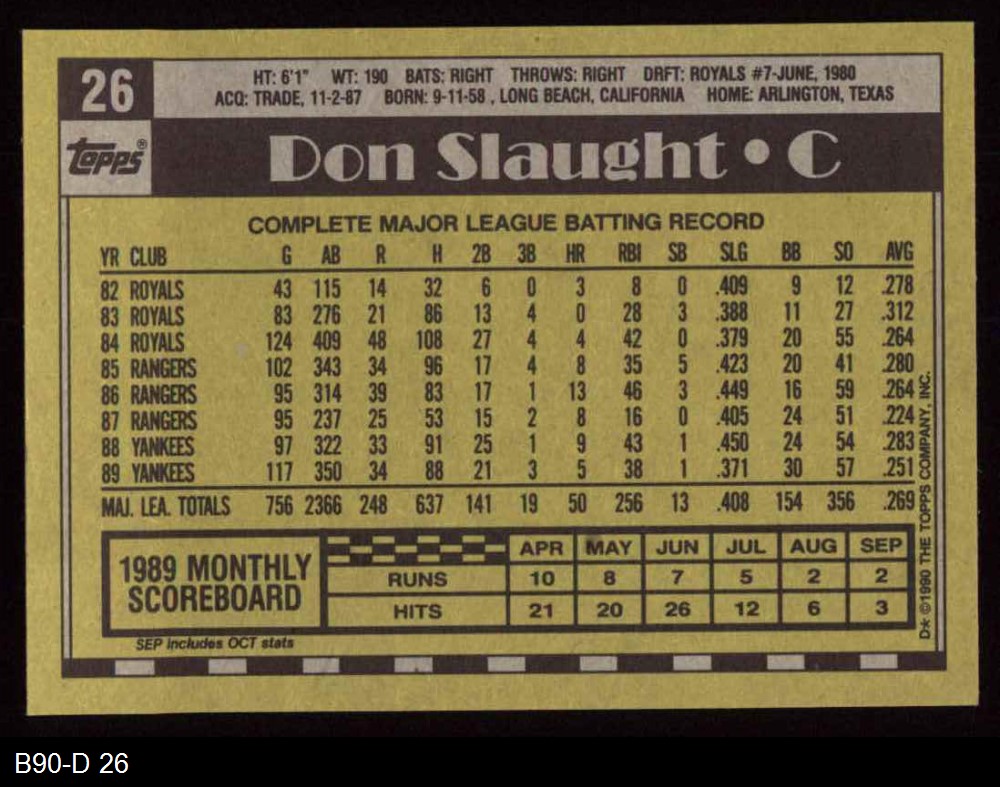 26
HT: 6'1" WT: 190 BATS: RIGHT THROWS: RIGHT DRFT: ROYALS #7-JUNE, 1980
ACQ: TRADE, 11-2-87 BORN: 9-11-58 , LONG BEACH, CALIFORNIA HOME: ARLINGTON, TEXAS
Topps®
Don Slaught • C
COMPLETE MAJOR LEAGUE BATTING RECORD
YR CLUB G AB R H 2B 3B HR RBI SB SLG BB SO AVG
82 ROYALS 43 115 14 32 6 0 3 8 0 .409 9 12 .278
83 ROYALS 83 276 21 86 13 4 0 28 3 .388 11 27 .312
84 ROYALS 124 409 48 108 27 4 4 42 0 .379 20 55 .264
85 RANGERS 102 343 34 96 17 4 8 35 5 .423 20 41 .280
86 RANGERS 95 314 39 83 17 1 13 46 3 .449 16 59 .264
87 RANGERS 95 237 25 53 15 2 8 16 0 .405 24 51 .224
88 YANKEES 97 322 33 91 25 1 9 43 1 .450 24 54 .283
89 YANKEES 117 350 34 88 21 3 5 38 1 .371 30 57 .251
MAJ. LEA. TOTALS 756 2366 248 637 141 19 50 256 13 .408 154 356 .269
1989 MONTHLY
SCOREBOARD
APR MAY JUN JUL AUG SEP
RUNS 10 8 7 5 2 2
HITS 21 20 26 12 6 3
SEP includes OCT stats
D* ©1990 THE TOPPS COMPANY, INC.
B90-D 26